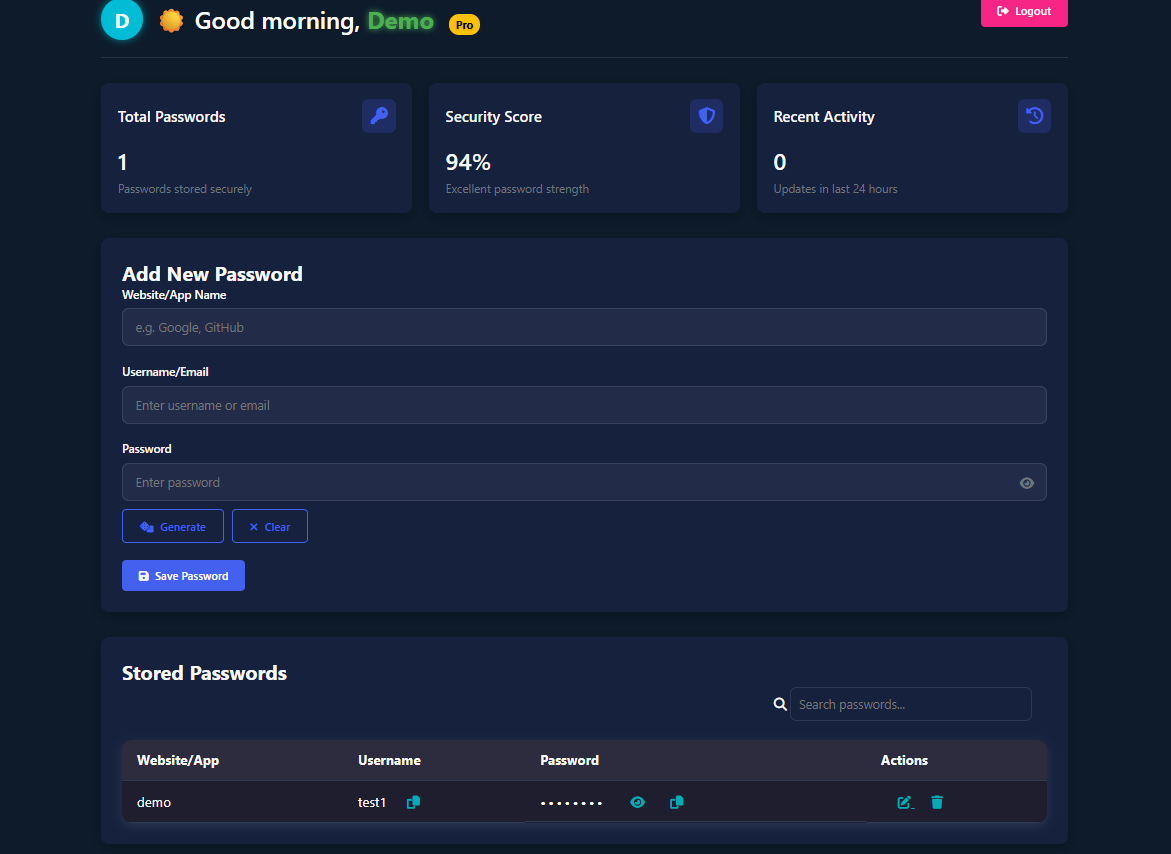 D Good morning, Demo Pro
Logout
Total Passwords
1
Passwords stored securely
Security Score
94%
Excellent password strength
Recent Activity
0
Updates in last 24 hours
Add New Password
Website/App Name
e.g. Google, GitHub
Username/Email
Enter username or email
Password
Enter password
Generate Clear
Save Password
Stored Passwords
Search passwords...
Website/App Username Password Actions
demo test1 ••••••••